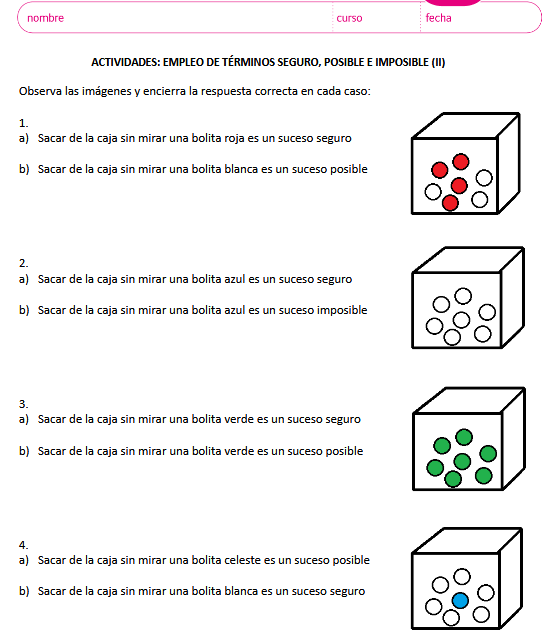 nombre curso fecha
ACTIVIDADES: EMPLEO DE TÉRMINOS SEGURO, POSIBLE E IMPOSIBLE (II)
Observa las imágenes y encierra la respuesta correcta en cada caso:
1.
a) Sacar de la caja sin mirar una bolita roja es un suceso seguro
b) Sacar de la caja sin mirar una bolita blanca es un suceso posible
2.
a) Sacar de la caja sin mirar una bolita azul es un suceso seguro
b) Sacar de la caja sin mirar una bolita azul es un suceso imposible
3.
a) Sacar de la caja sin mirar una bolita verde es un suceso seguro
b) Sacar de la caja sin mirar una bolita verde es un suceso posible
4.
a) Sacar de la caja sin mirar una bolita celeste es un suceso posible
b) Sacar de la caja sin mirar una bolita blanca es un suceso seguro